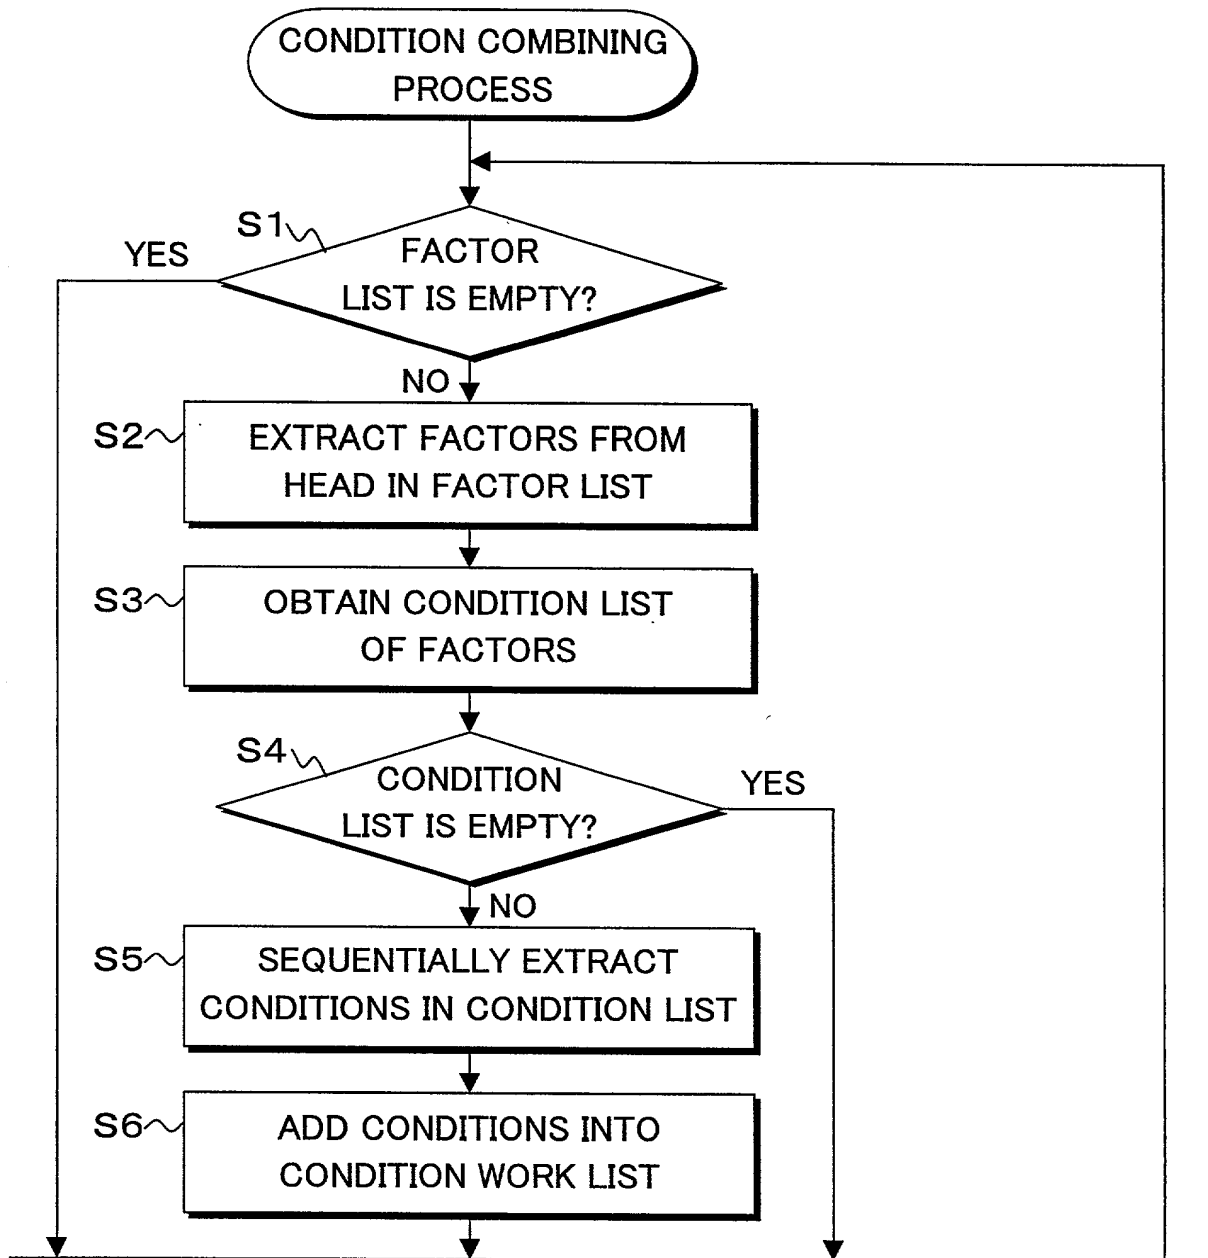 CONDITION COMBINING
PROCESS
S1
YES
FACTOR
LIST IS EMPTY?
NO
S2
EXTRACT FACTORS FROM
HEAD IN FACTOR LIST
S3
OBTAIN CONDITION LIST
OF FACTORS
S4
CONDITION
LIST IS EMPTY?
YES
NO
S5
SEQUENTIALLY EXTRACT
CONDITIONS IN CONDITION LIST
S6
ADD CONDITIONS INTO
CONDITION WORK LIST